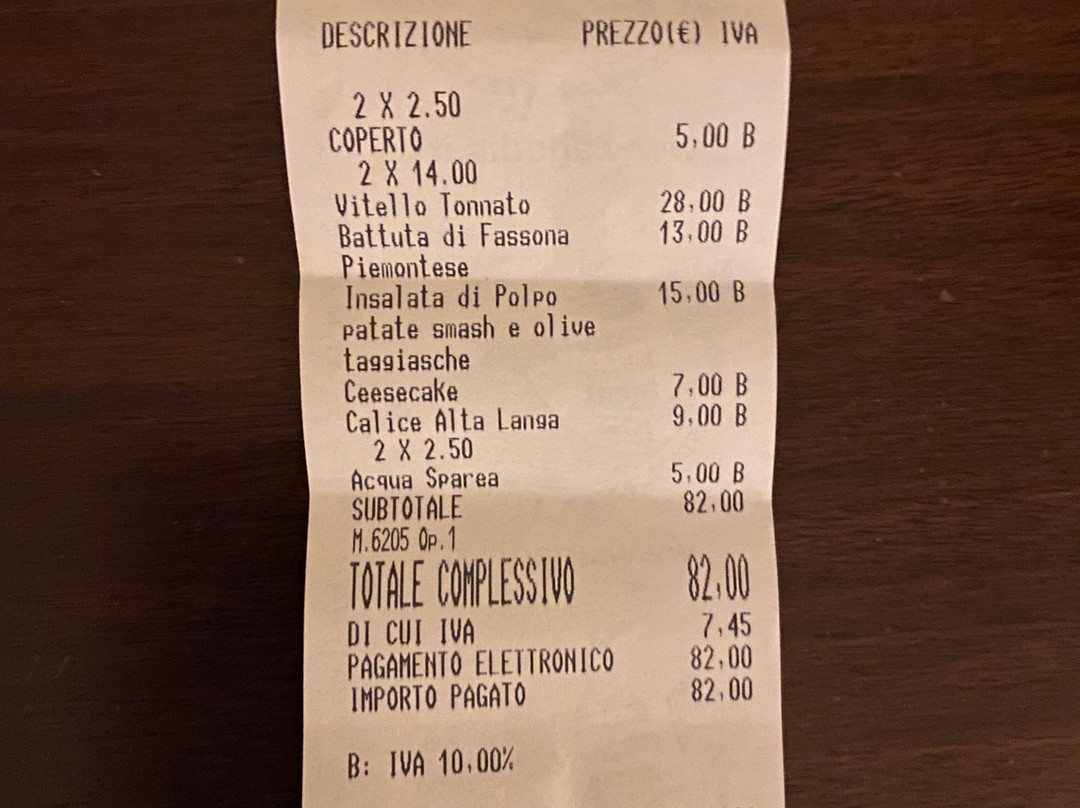 DESCRIZIONE PREZZO(€) IVA
2 X 2.50
COPERTO 5,00 B
2 X 14.00
Vitello Tonnato 28,00 B
Battuta di Fassona 13,00 B
Piemontese
Insalata di Polpo 15,00 B
patate smash e olive
taggiasche
Ceesecake 7,00 B
Calice Alta Langa 9,00 B
2 X 2.50
Acqua Sparea 5,00 B
SUBTOTALE 82,00
M.6205 Op.1
TOTALE COMPLESSIVO 82,00
DI CUI IVA 7,45
PAGAMENTO ELETTRONICO 82,00
IMPORTO PAGATO 82,00
B: IVA 10,00%